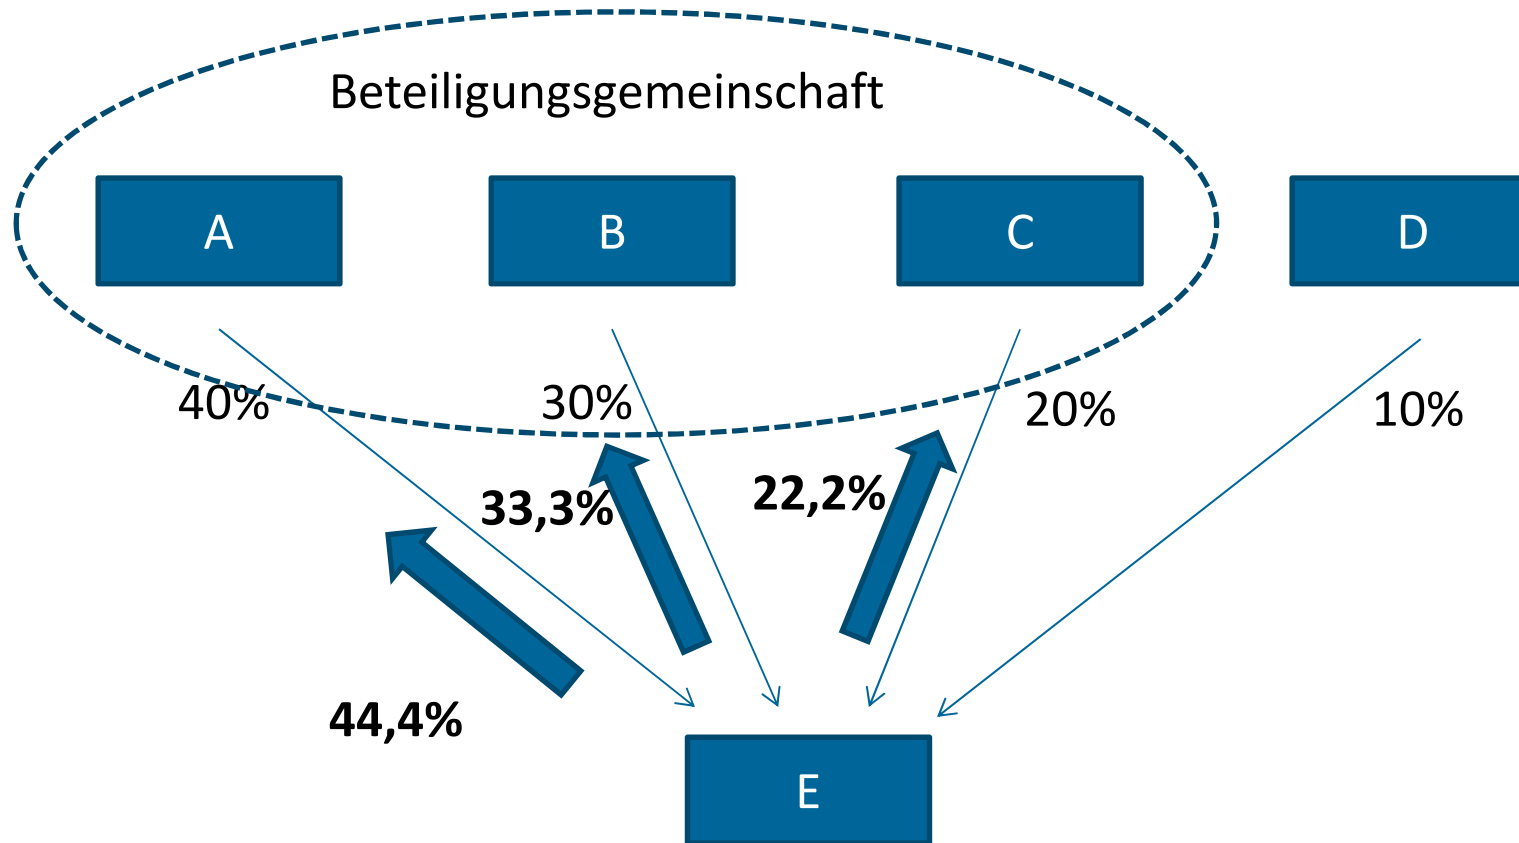 Beteiligungsgemeinschaft
A
B
C
D
40%
30%
20%
10%
33,3%
22,2%
44,4%
E